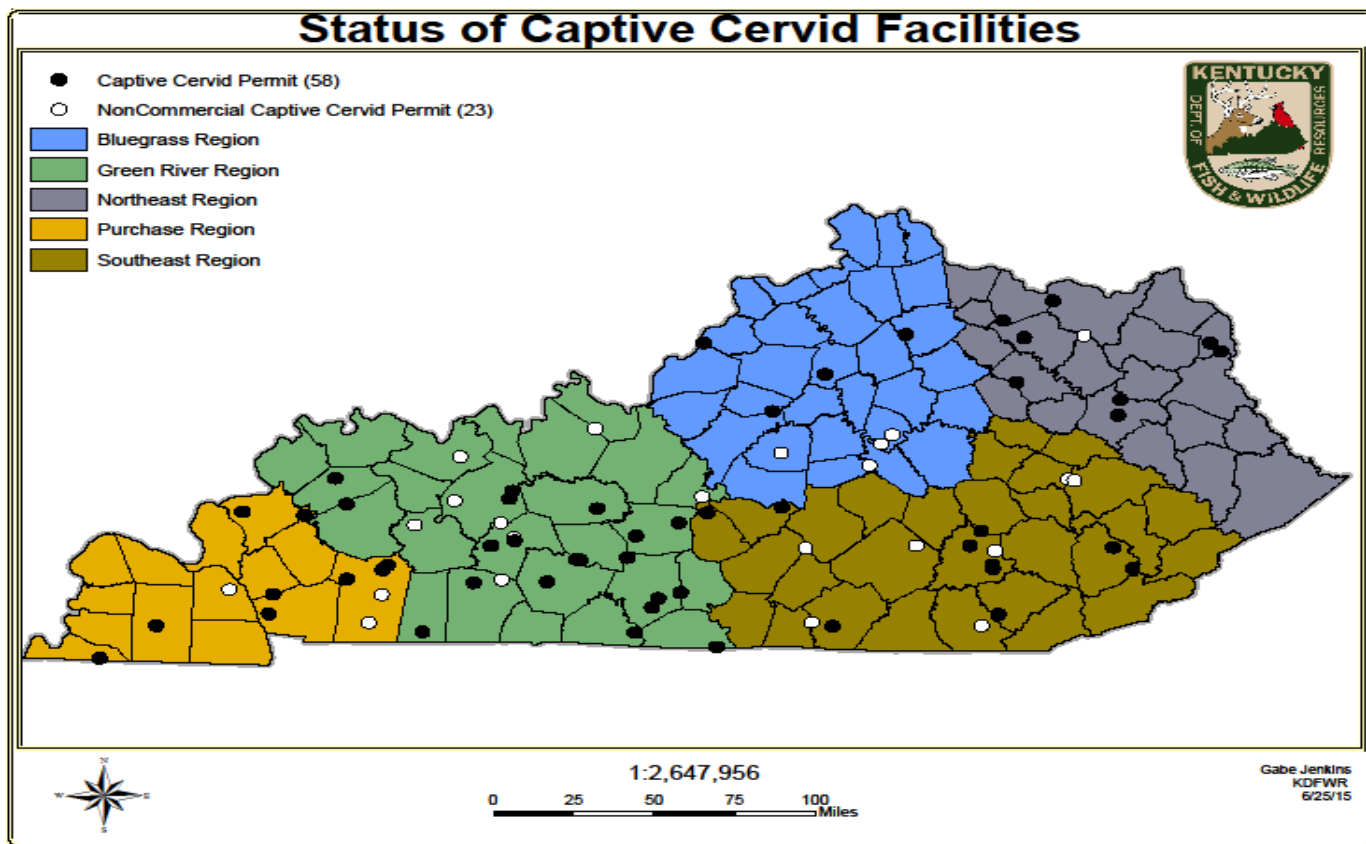 Status of Captive Cervid Facilities
Captive Cervid Permit (58)
NonCommercial Captive Cervid Permit (23)
Bluegrass Region
Green River Region
Northeast Region
Purchase Region
Southeast Region
KENTUCKY
DEPT. OF
FISH & WILDLIFE
RESOURCES
N
W
E
S
1:2,647,956
0 25 50 75 100
Miles
Gabe Jenkins
KDFWR
6/25/15